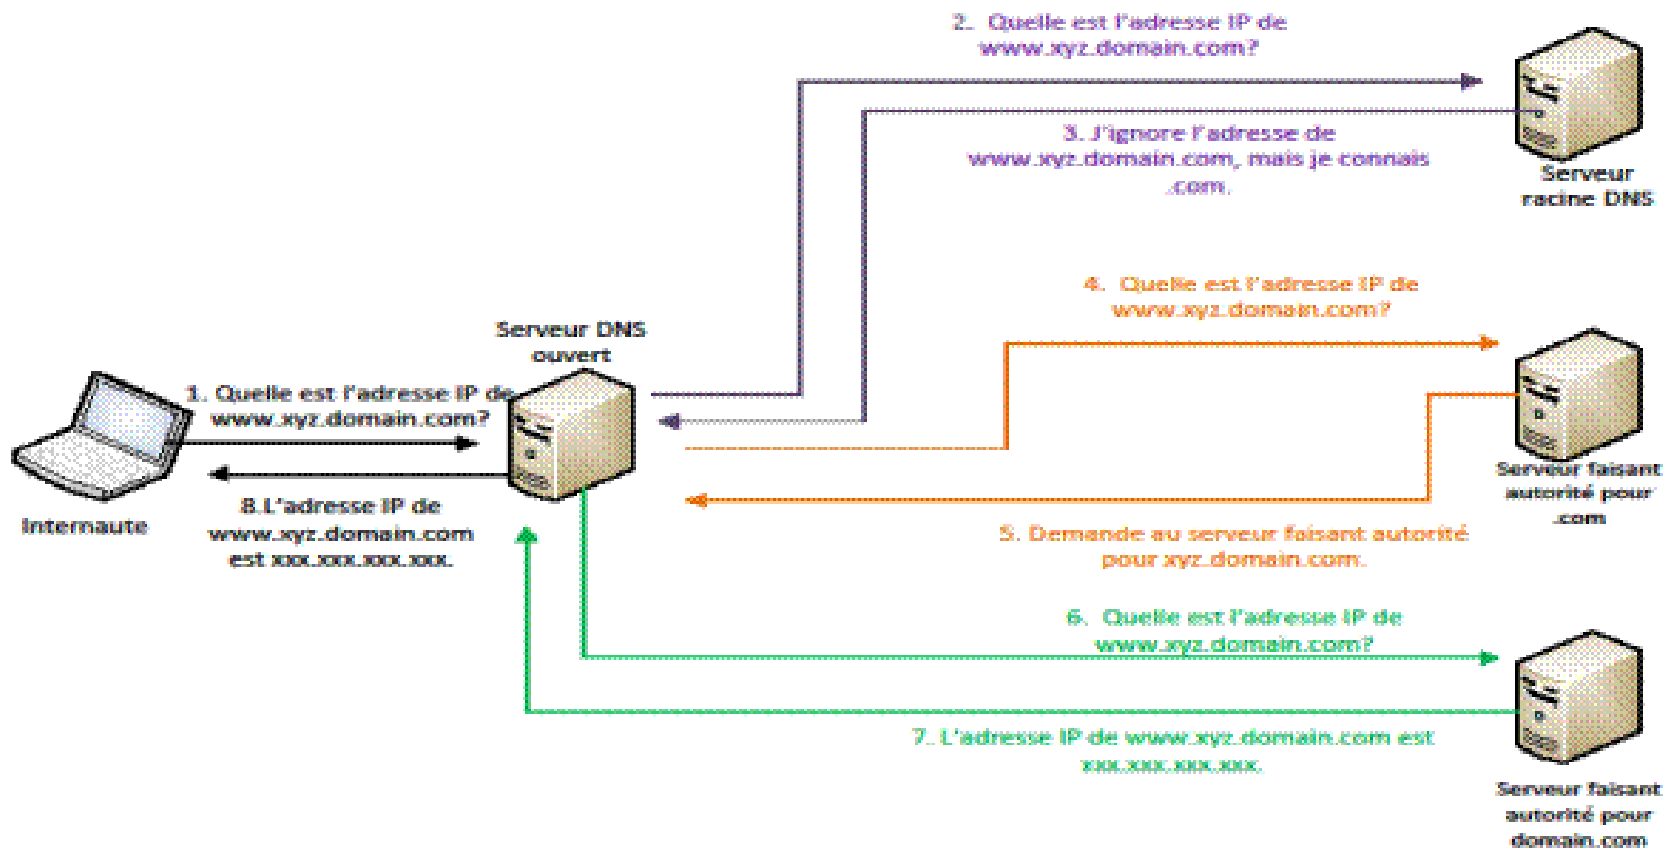 2. Quelle est l'adresse IP de
www.xyz.domain.com?
3. J'ignore l'adresse de
www.xyz.domain.com, mais je connais
.com.
Serveur
racine DNS
4. Quelle est l'adresse IP de
www.xyz.domain.com?
Serveur DNS
ouvert
1. Quelle est l'adresse IP de
www.xyz.domain.com?
Serveur faisant
autorité pour
.com
8.L'adresse IP de
www.xyz.domain.com
est xxx.xxx.xxx.xxx.
Internaute
5. Demande au serveur faisant autorité
pour xyz.domain.com.
6. Quelle est l'adresse IP de
www.xyz.domain.com?
7. L'adresse IP de www.xyz.domain.com est
xxx.xxx.xxx.xxx.
Serveur faisant
autorité pour
domain.com